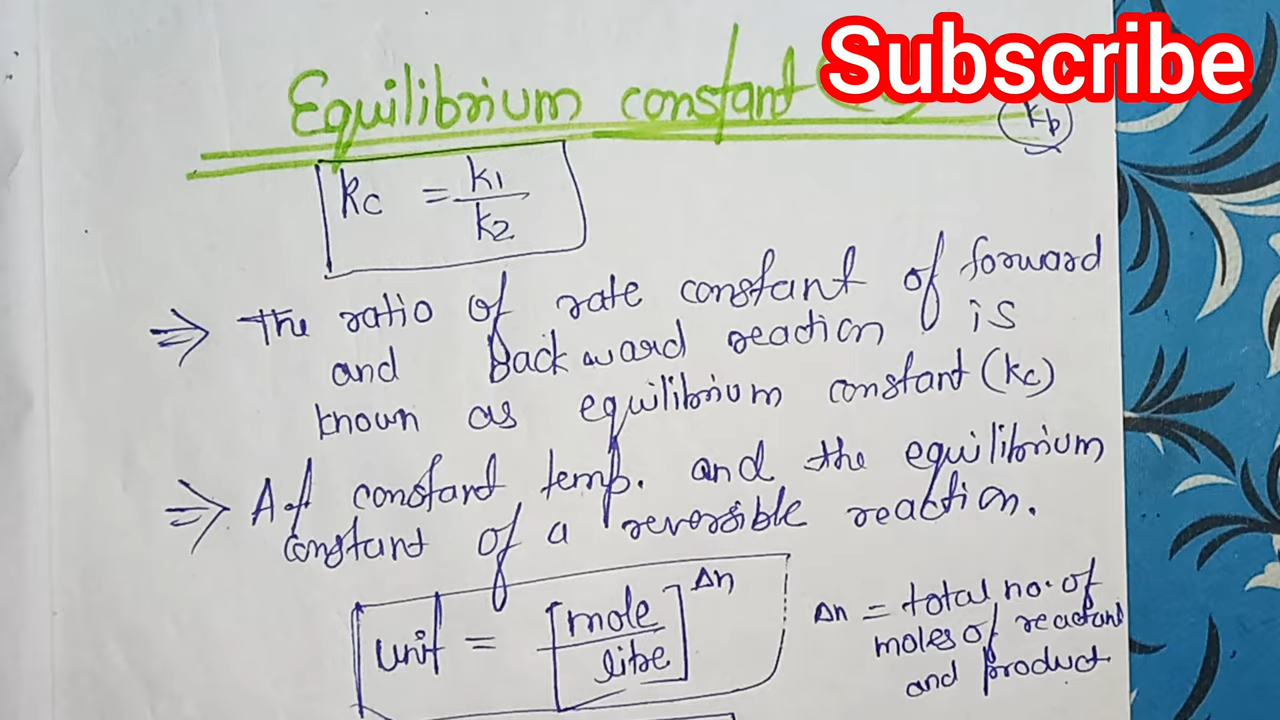 Subscribe
Equilibrium constant
Kp
Kc = K1/K2
⇒ The ratio of rate constant of forward
and Backward reaction is
known as equilibrium constant (Kc)
⇒ At constant temp. and the equilibrium
constant of a reversible reaction.
unit = [mole/litre]^Δn
Δn = total no. of
moles of reactant
and product